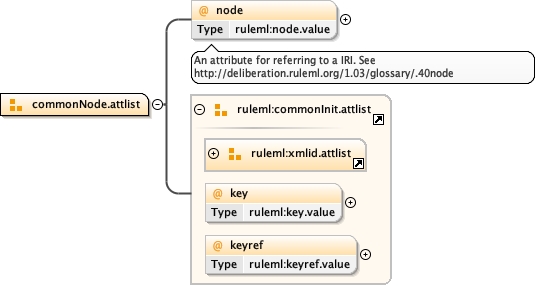 @ node
Type ruleml:node.value
An attribute for referring to a IRI. See
http://deliberation.ruleml.org/1.03/glossary/.40node
commonNode.attlist
ruleml:commonInit.attlist
ruleml:xmlid.attlist
@ key
Type ruleml:key.value
@ keyref
Type ruleml:keyref.value